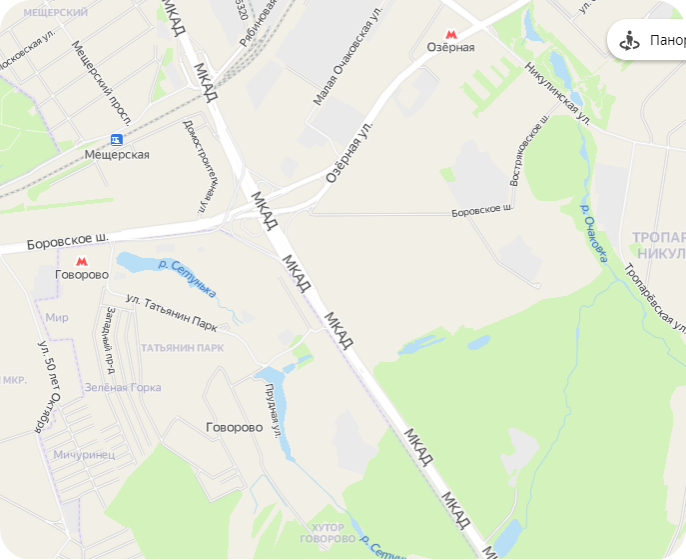 МЕЩЕРСКИЙ
МКАД
Рябиновая
Малая Очаковская ул.
Озёрная
Панор
Московская ул.
Мещерский просп.
МКАД
Никулинская ул.
Мещерская
Домостроительная ул.
Озёрная ул.
Востряковское ш.
МКАД
Боровское ш.
р. Очаковка
Боровское ш.
ТРОПАР
НИКУЛ
Говорово
р. Сетунька
МКАД
Тропарёвская ул.
ул. Татьянин Парк
Мир
Западный пр-д
МКАД
ТАТЬЯНИН ПАРК
ул. 50 лет Октября
МКР.
Зелёная Горка
Прудная ул.
Говорово
МКАД
Мичуринец
МКАД
ХУТОР
ГОВОРОВО
р. Сетунь